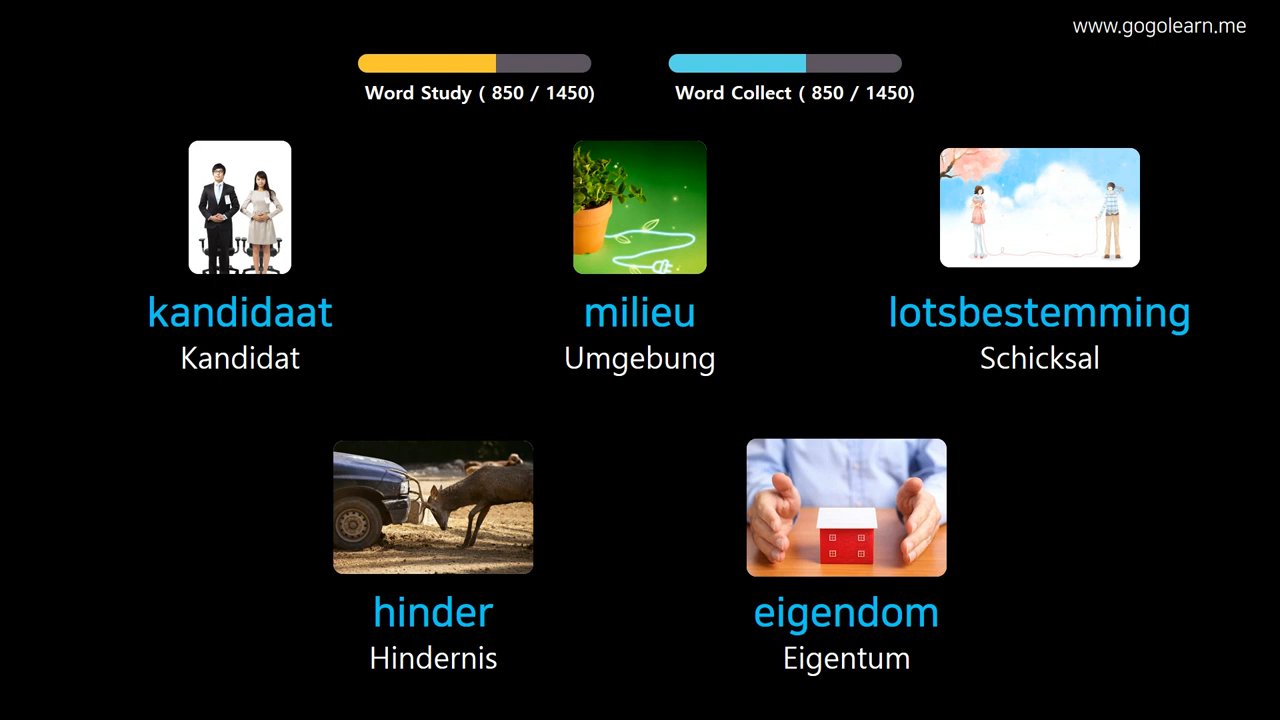 www.gogolearn.me
Word Study ( 850 / 1450)
Word Collect ( 850 / 1450)
kandidaat
Kandidat
milieu
Umgebung
lotsbestemming
Schicksal
hinder
Hindernis
eigendom
Eigentum